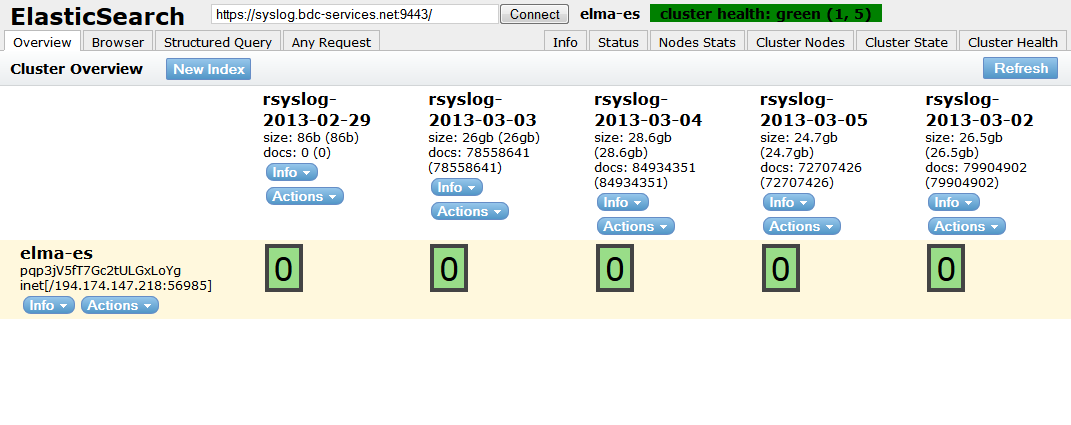 ElasticSearch https://syslog.bdc-services.net:9443/ Connect elma-es cluster health: green (1, 5)
Overview Browser Structured Query Any Request Info Status Nodes Stats Cluster Nodes Cluster State Cluster Health
Cluster Overview New Index Refresh
rsyslog-
2013-02-29
size: 86b (86b)
docs: 0 (0)
Info
Actions
rsyslog-
2013-03-03
size: 26gb (26gb)
docs: 78558641
(78558641)
Info
Actions
rsyslog-
2013-03-04
size: 28.6gb
(28.6gb)
docs: 84934351
(84934351)
Info
Actions
rsyslog-
2013-03-05
size: 24.7gb
(24.7gb)
docs: 72707426
(72707426)
Info
Actions
rsyslog-
2013-03-02
size: 26.5gb
(26.5gb)
docs: 79904902
(79904902)
Info
Actions
elma-es
pqp3jV5fT7Gc2tULGxLoYg
inet[/194.174.147.218:56985]
Info Actions
0 0 0 0 0